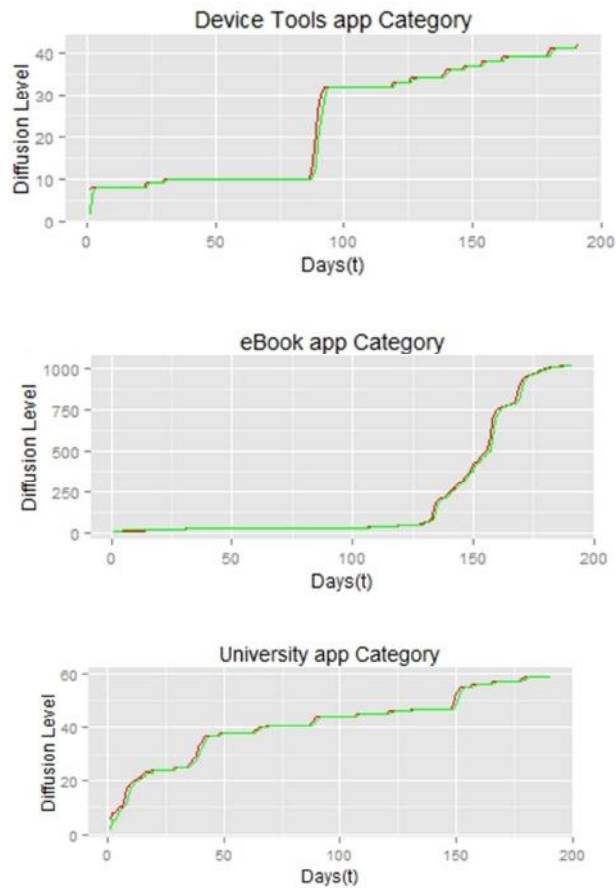 Device Tools app Category
Diffusion Level
40
30
20
10
0
0 50 100 150 200
Days(t)
eBook app Category
Diffusion Level
1000
750
500
250
0
0 50 100 150 200
Days(t)
University app Category
Diffusion Level
60
40
20
0
0 50 100 150 200
Days(t)